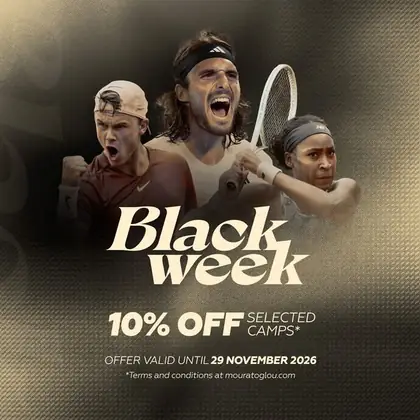 Black
week
10% OFF SELECTED
CAMPS*
OFFER VALID UNTIL 29 NOVEMBER 2026
*Terms and conditions at mouratoglou.com